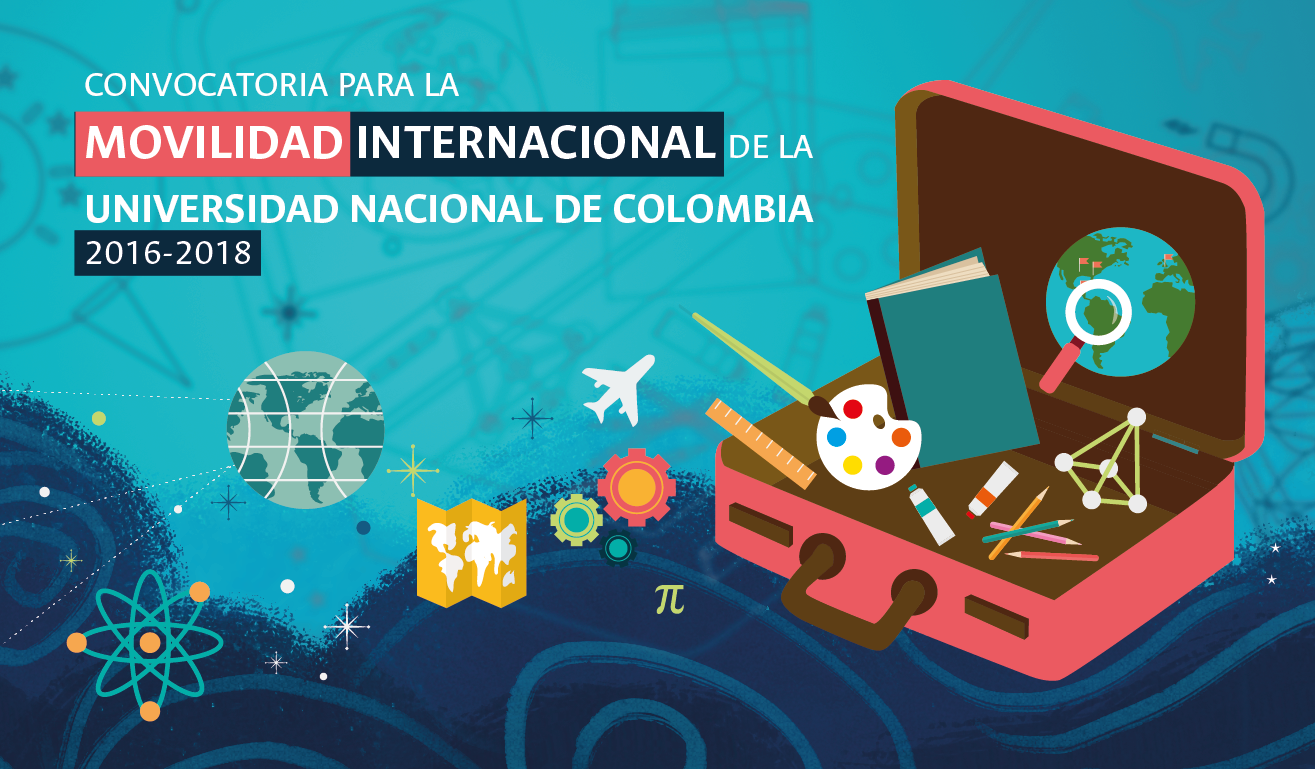 CONVOCATORIA PARA LA
MOVILIDAD INTERNACIONAL DE LA
UNIVERSIDAD NACIONAL DE COLOMBIA
2016-2018
π